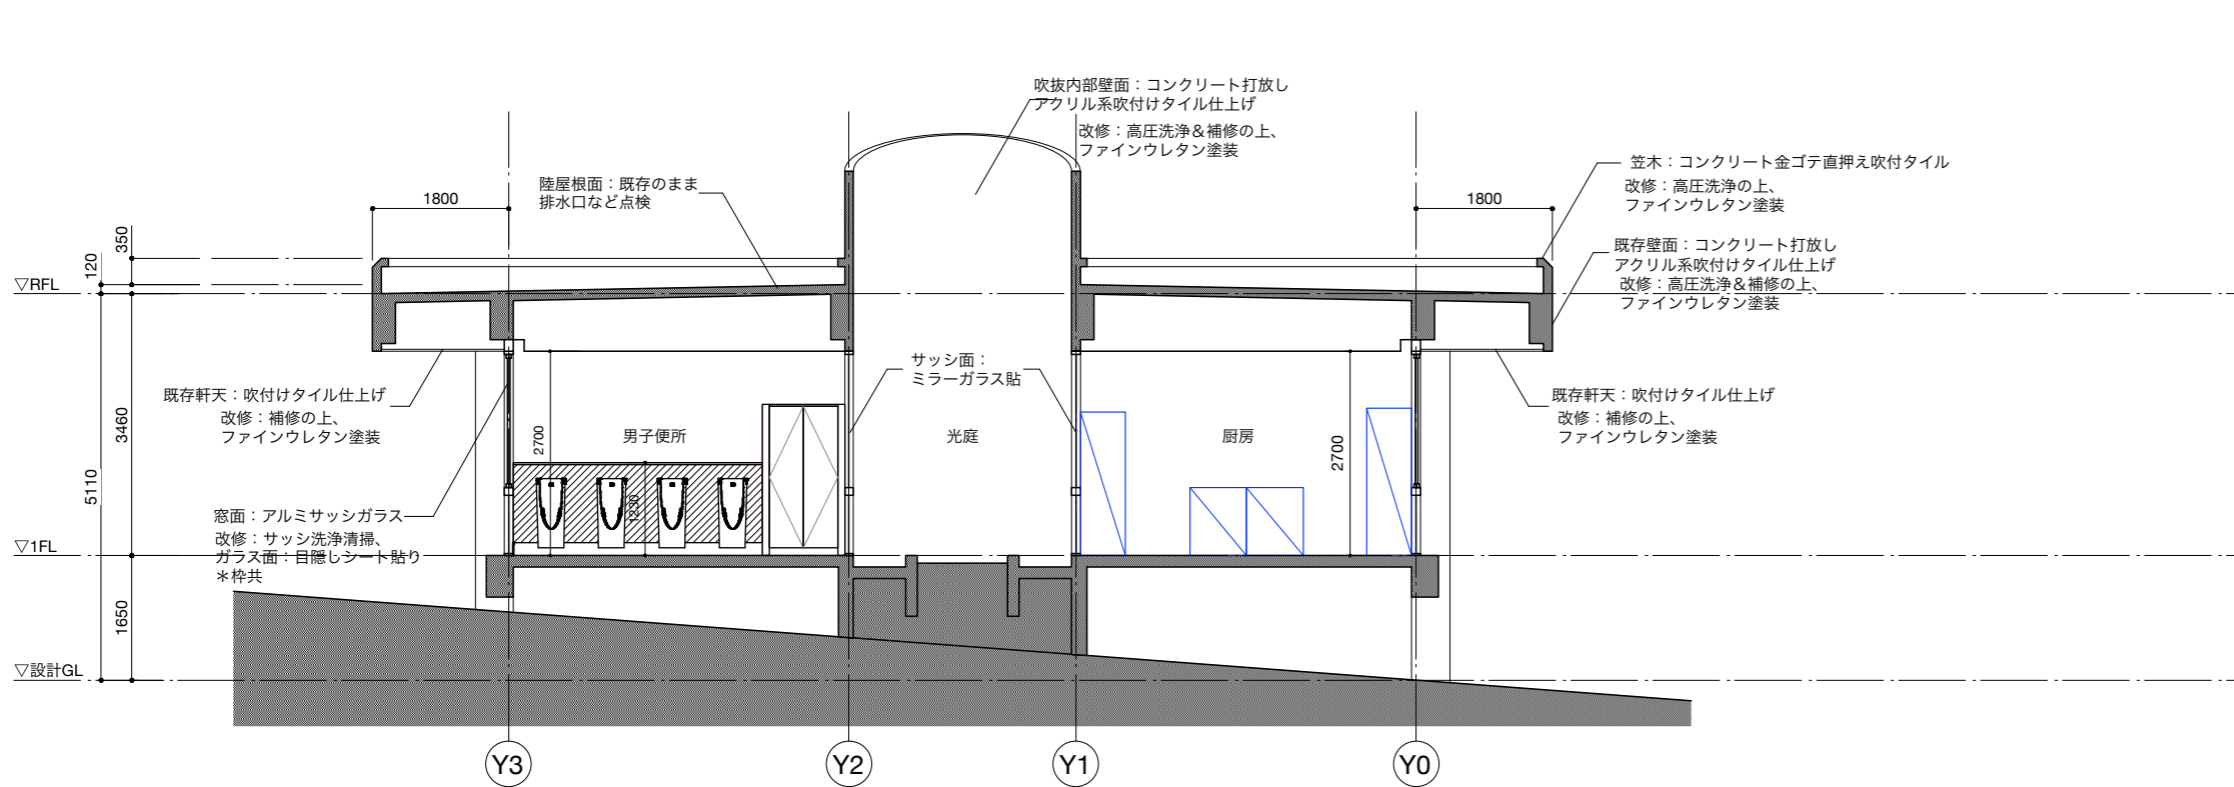 吹抜内部壁面：コンクリート打放し
アクリル系吹付けタイル仕上げ
改修：高圧洗浄＆補修の上、
ファインウレタン塗装
陸屋根面：既存のまま
排水口など点検
笠木：コンクリート金ゴテ直押え吹付タイル
改修：高圧洗浄の上、
ファインウレタン塗装
既存壁面：コンクリート打放し
アクリル系吹付けタイル仕上げ
改修：高圧洗浄＆補修の上、
ファインウレタン塗装
1800
1800
350
120
▽RFL
3460
5110
▽1FL
1650
▽設計GL
既存軒天：吹付けタイル仕上げ
改修：補修の上、
ファインウレタン塗装
窓面：アルミサッシガラス
改修：サッシ洗浄清掃、
ガラス面：目隠しシート貼り
＊枠共
2700
男子便所
1230
サッシ面：
ミラーガラス貼
光庭
厨房
2700
既存軒天：吹付けタイル仕上げ
改修：補修の上、
ファインウレタン塗装
Y3
Y2
Y1
Y0